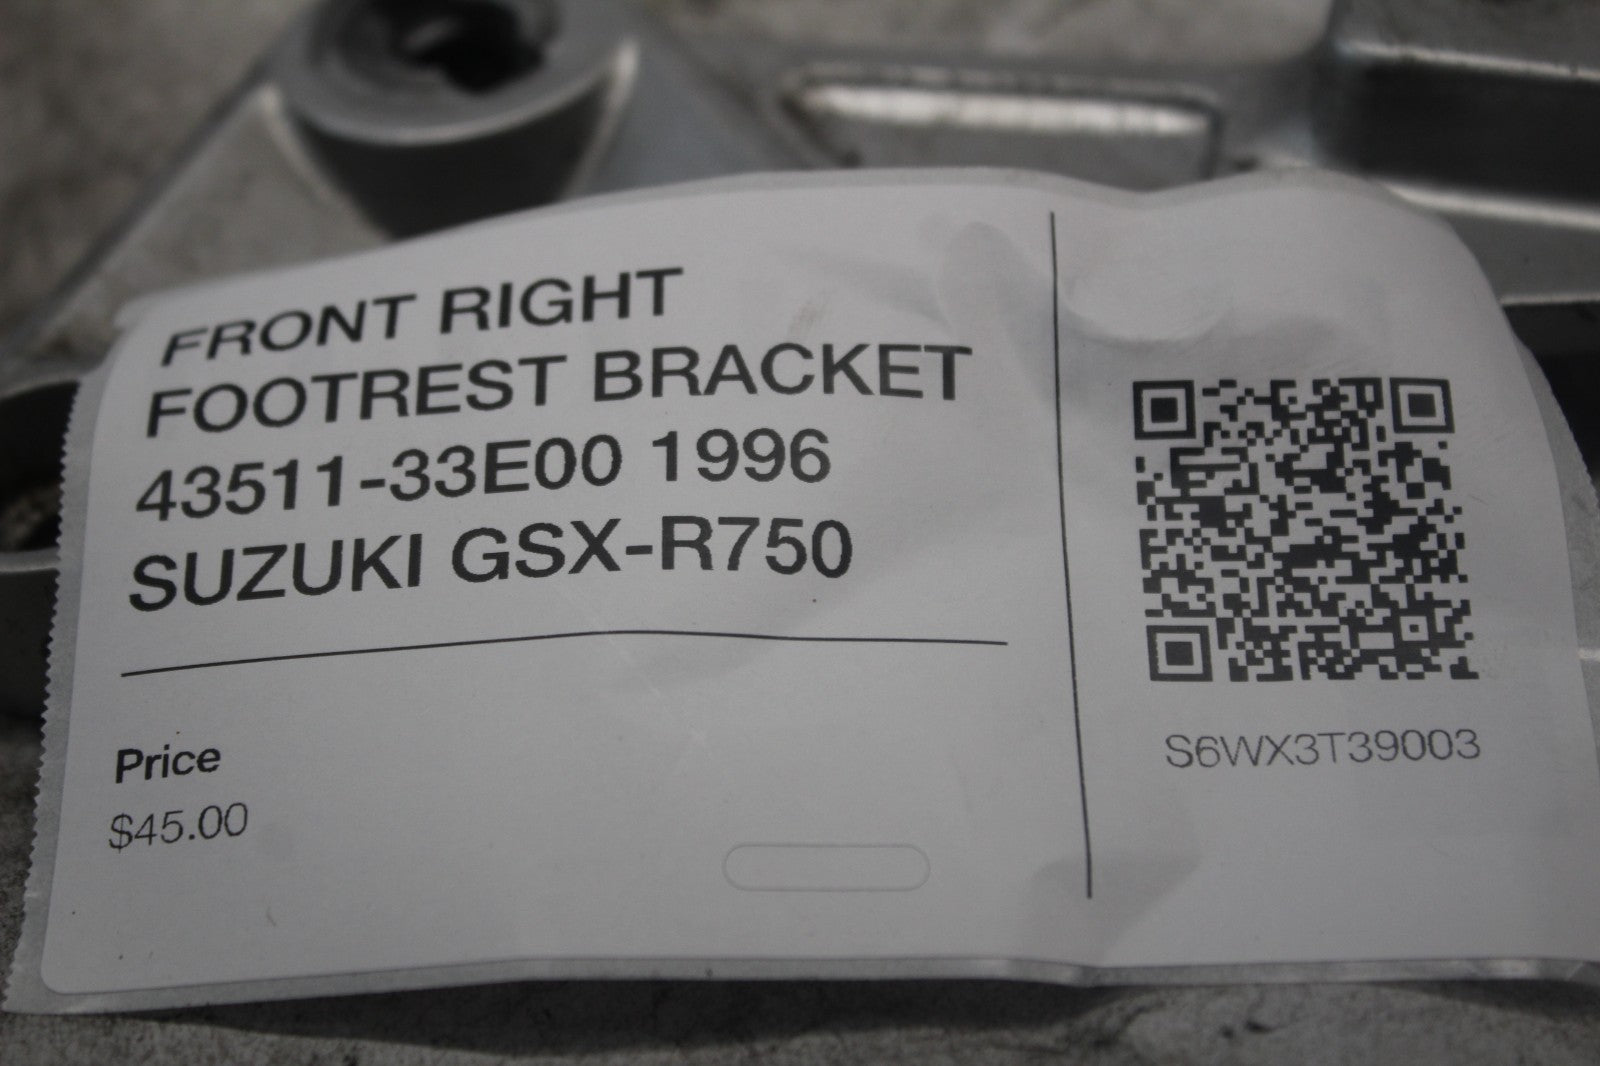 FRONT RIGHT
FOOTREST BRACKET
43511-33E00 1996
SUZUKI GSX-R750
Price
$45.00
S6WX3T39003